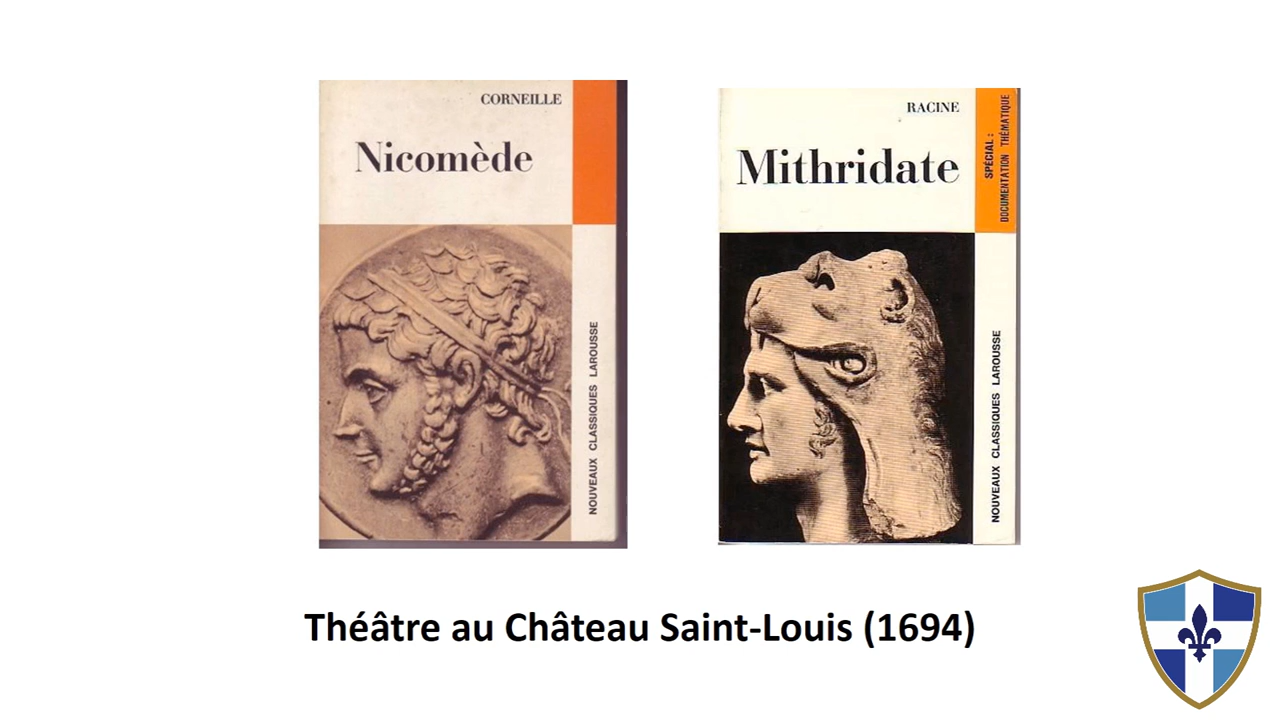 CORNEILLE
Nicomède
NOUVEAUX CLASSIQUES LAROUSSE
RACINE
Mithridate
SPÉCIAL :
DOCUMENTATION THÉMATIQUE
NOUVEAUX CLASSIQUES LAROUSSE
Théâtre au Château Saint-Louis (1694)